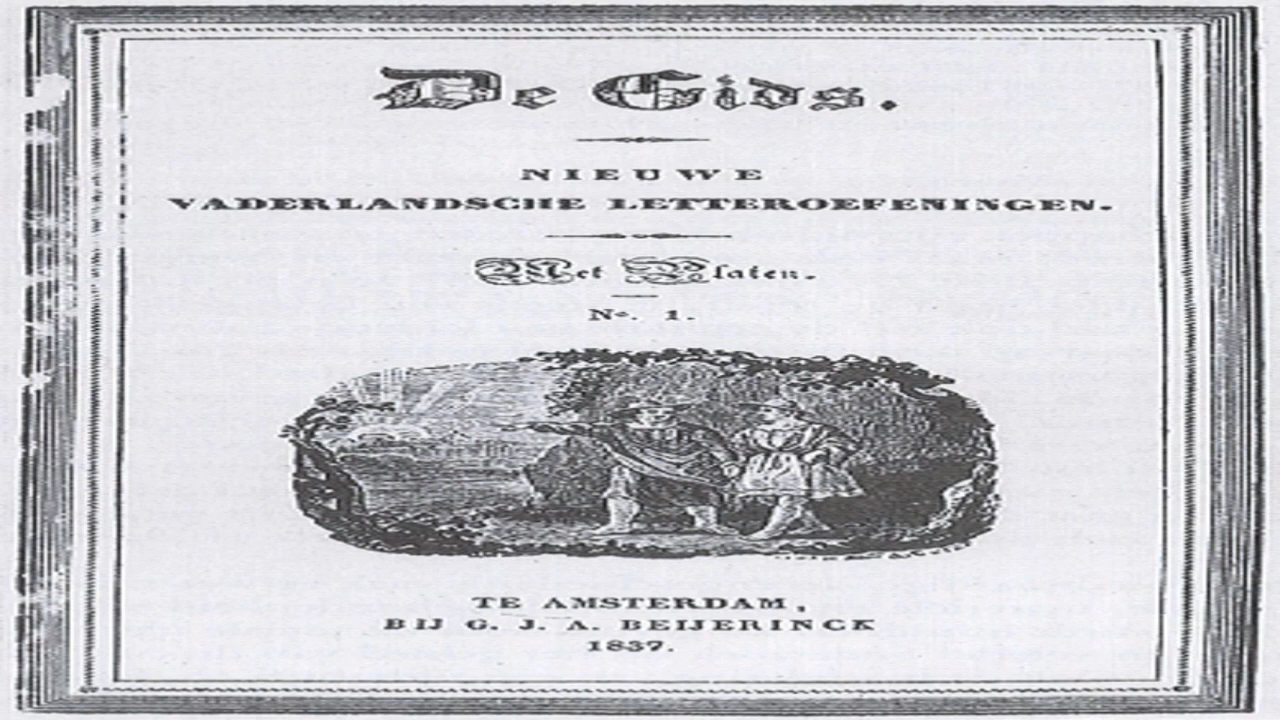 De Gids.
NIEUWE
VADERLANDSCHE LETTEROEFENINGEN.
Met Platen.
No. 1.
TE AMSTERDAM,
BIJ G. J. A. BEIJERINCK
1837.